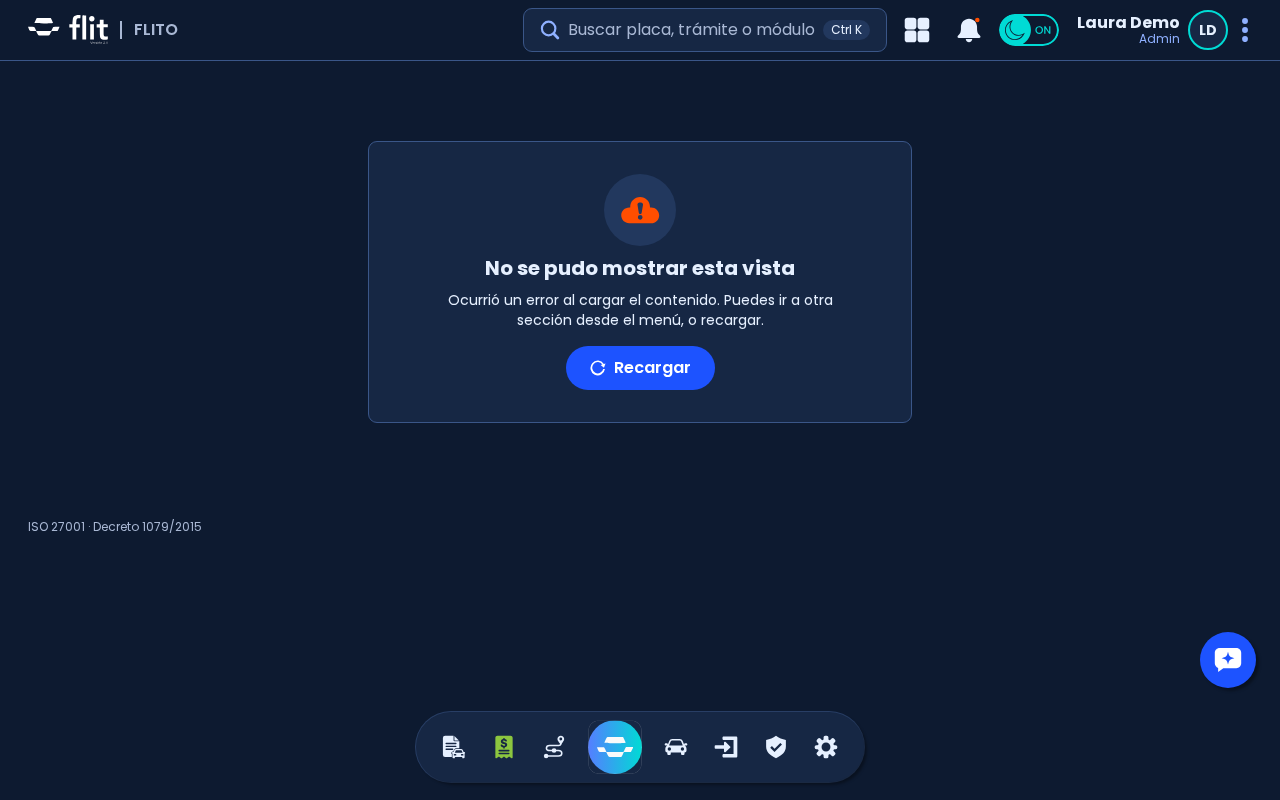 flit
FLITO
Buscar placa, trámite o módulo
Ctrl K
ON
Laura Demo
Admin
LD
No se pudo mostrar esta vista
Ocurrió un error al cargar el contenido. Puedes ir a otra
sección desde el menú, o recargar.
Recargar
ISO 27001 · Decreto 1079/2015